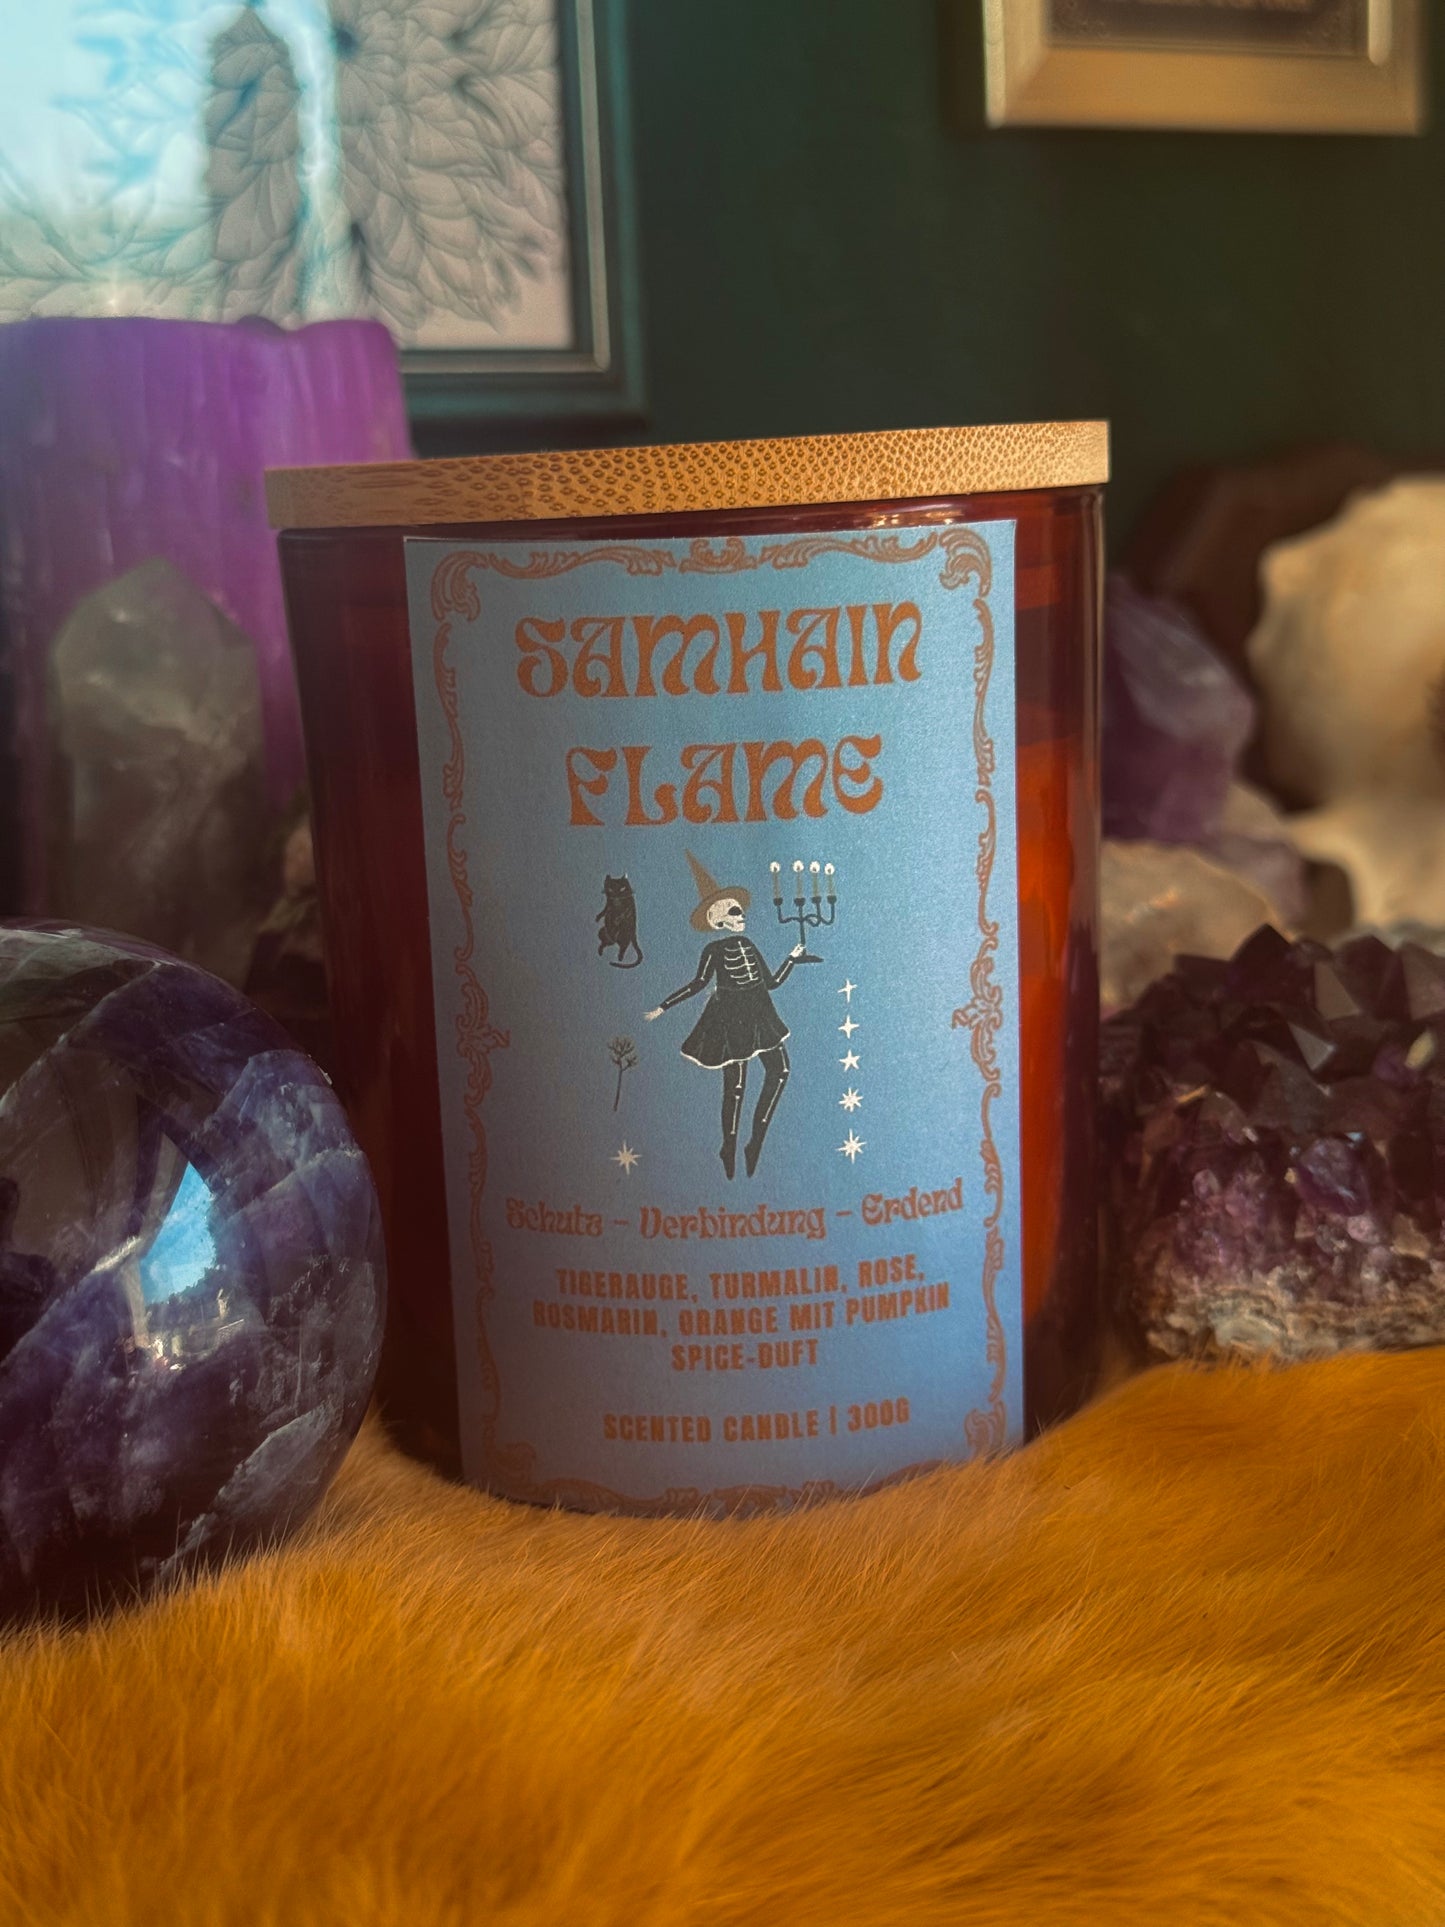 SAMHAIN
FLAME
Schutz – Verbindung – Erdend
TIGERAUGE, TURMALIN, ROSE,
ROSMARIN, ORANGE MIT PUMPKIN
SPICE-DUFT
SCENTED CANDLE | 300G